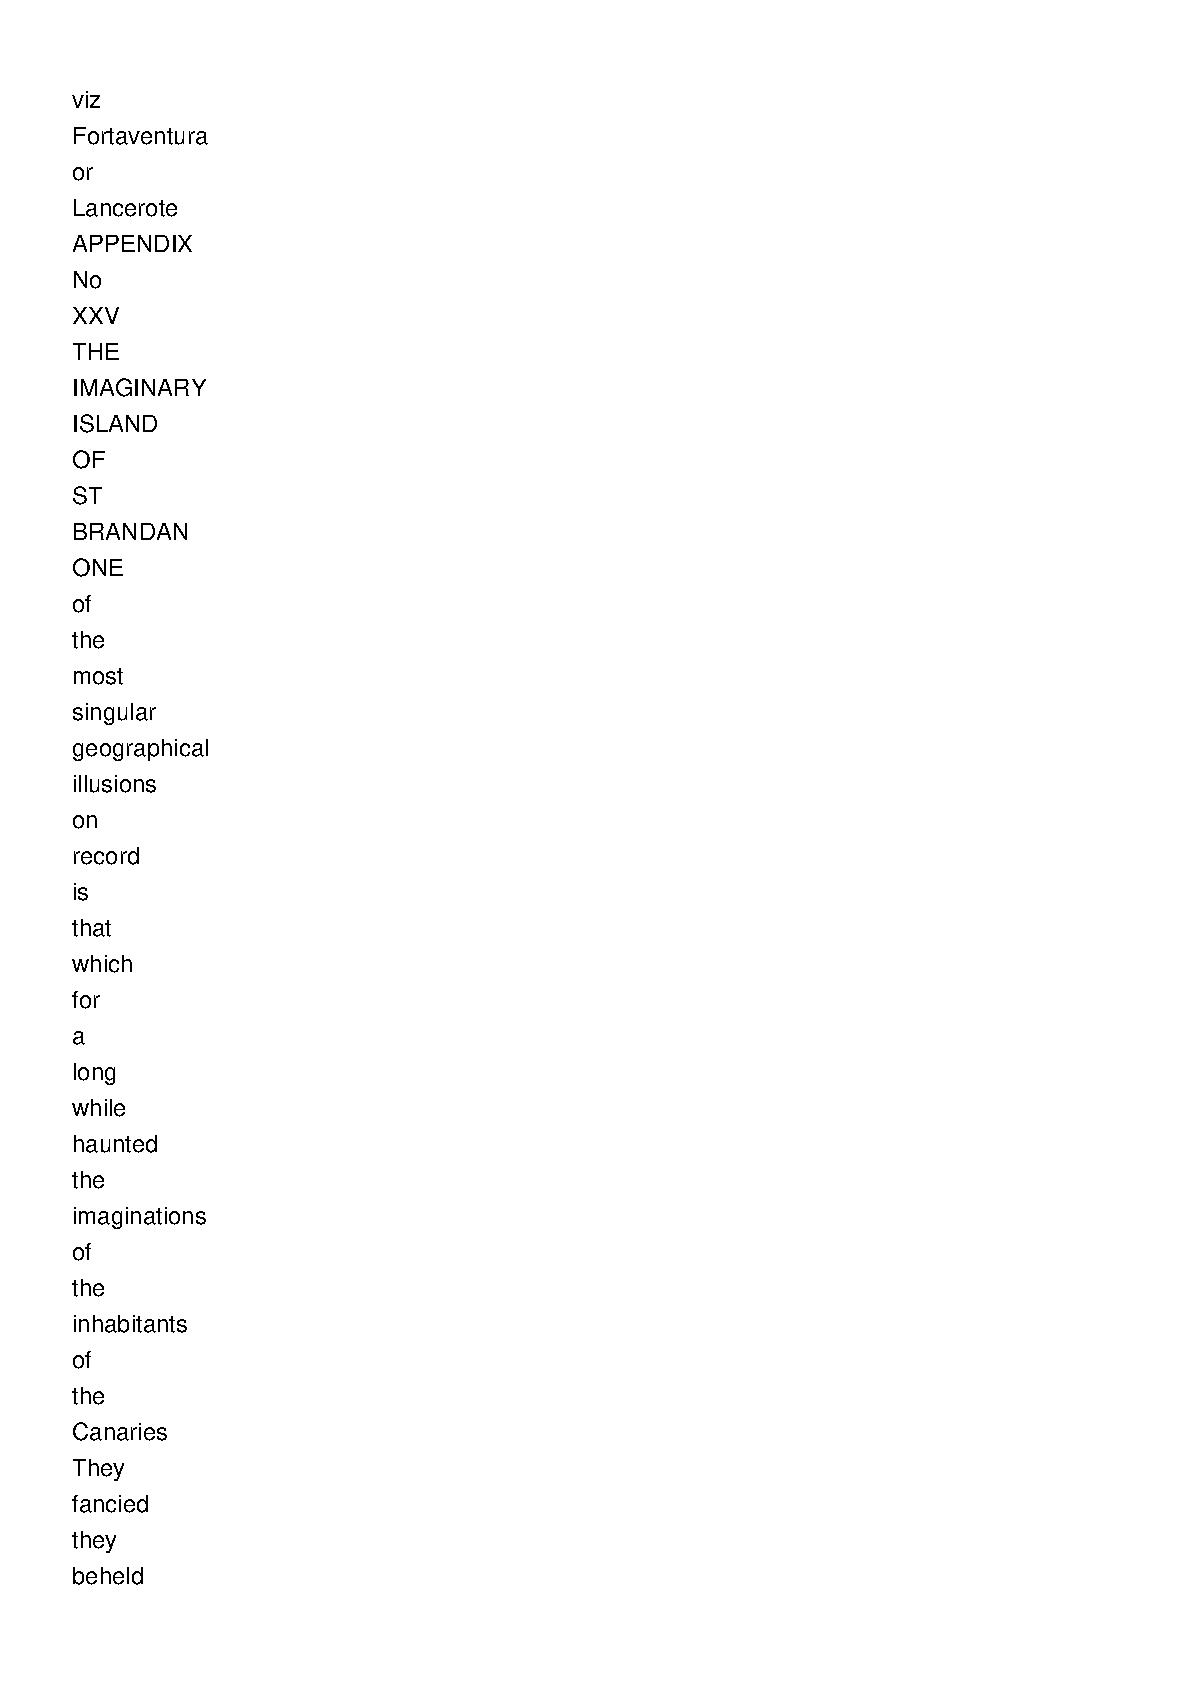 viz
Fortaventura
or
Lancerote
APPENDIX
No
XXV
THE
IMAGINARY
ISLAND
OF
ST
BRANDAN
ONE
of
the
most
singular
geographical
illusions
on
record
is
that
which
for
a
long
while
haunted
the
imaginations
of
the
inhabitants
of
the
Canaries
They
fancied
they
beheld